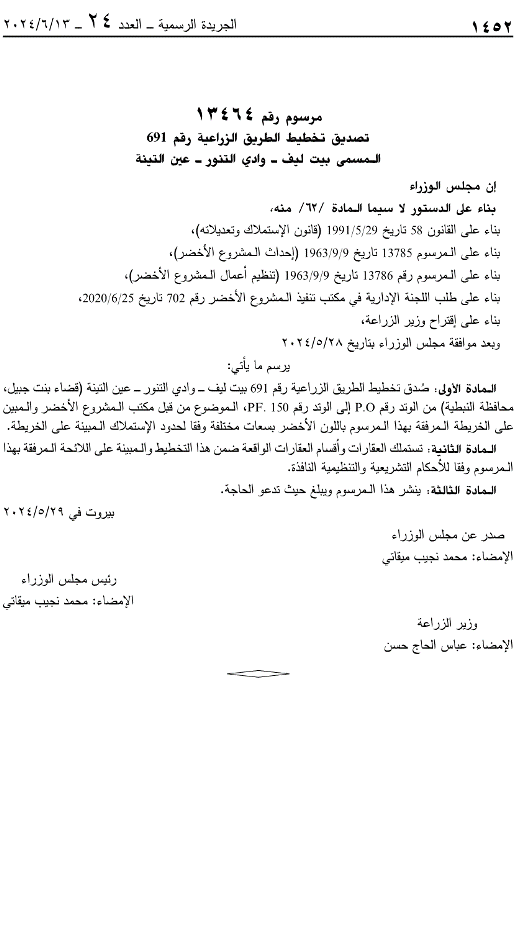 ١٤٥٢
الجريدة الرسمية ــ العدد ٢٤ ــ ٢٠٢٤/٦/١٣
مرسوم رقم ١٣٤٦٤
تصديق تخطيط الطريق الزراعية رقم 691
المسمى بيت ليف ــ وادي التنور ــ عين التينة
إن مجلس الوزراء
بناء على الدستور لا سيما المادة /٦٢/ منه،
بناء على القانون 58 تاريخ 1991/5/29 (قانون الإستملاك وتعديلاته)،
بناء على المرسوم 13785 تاريخ 1963/9/9 (إحداث المشروع الأخضر)،
بناء على المرسوم رقم 13786 تاريخ 1963/9/9 (تنظيم أعمال المشروع الأخضر)،
بناء على طلب اللجنة الإدارية في مكتب تنفيذ المشروع الأخضر رقم 702 تاريخ 2020/6/25،
بناء على إقتراح وزير الزراعة،
وبعد موافقة مجلس الوزراء بتاريخ ٢٠٢٤/٥/٢٨
يرسم ما يأتي:
المادة الأولى: صُدق تخطيط الطريق الزراعية رقم 691 بيت ليف ــ وادي التنور ــ عين التينة (قضاء بنت جبيل،
محافظة النبطية) من الوتد رقم P.O إلى الوتد رقم PF. 150، الموضوع من قبل مكتب المشروع الأخضر والمبين
على الخريطة المرفقة بهذا المرسوم باللون الأخضر بسعات مختلفة وفقا لحدود الإستملاك المبينة على الخريطة.
المادة الثانية: تستملك العقارات وأقسام العقارات الواقعة ضمن هذا التخطيط والمبينة على اللائحة المرفقة بهذا
المرسوم وفقا للأحكام التشريعية والتنظيمية النافذة.
المادة الثالثة: ينشر هذا المرسوم ويبلغ حيث تدعو الحاجة.
بيروت في ٢٠٢٤/٥/٢٩
صدر عن مجلس الوزراء
الإمضاء: محمد نجيب ميقاتي
رئيس مجلس الوزراء
الإمضاء: محمد نجيب ميقاتي
وزير الزراعة
الإمضاء: عباس الحاج حسن